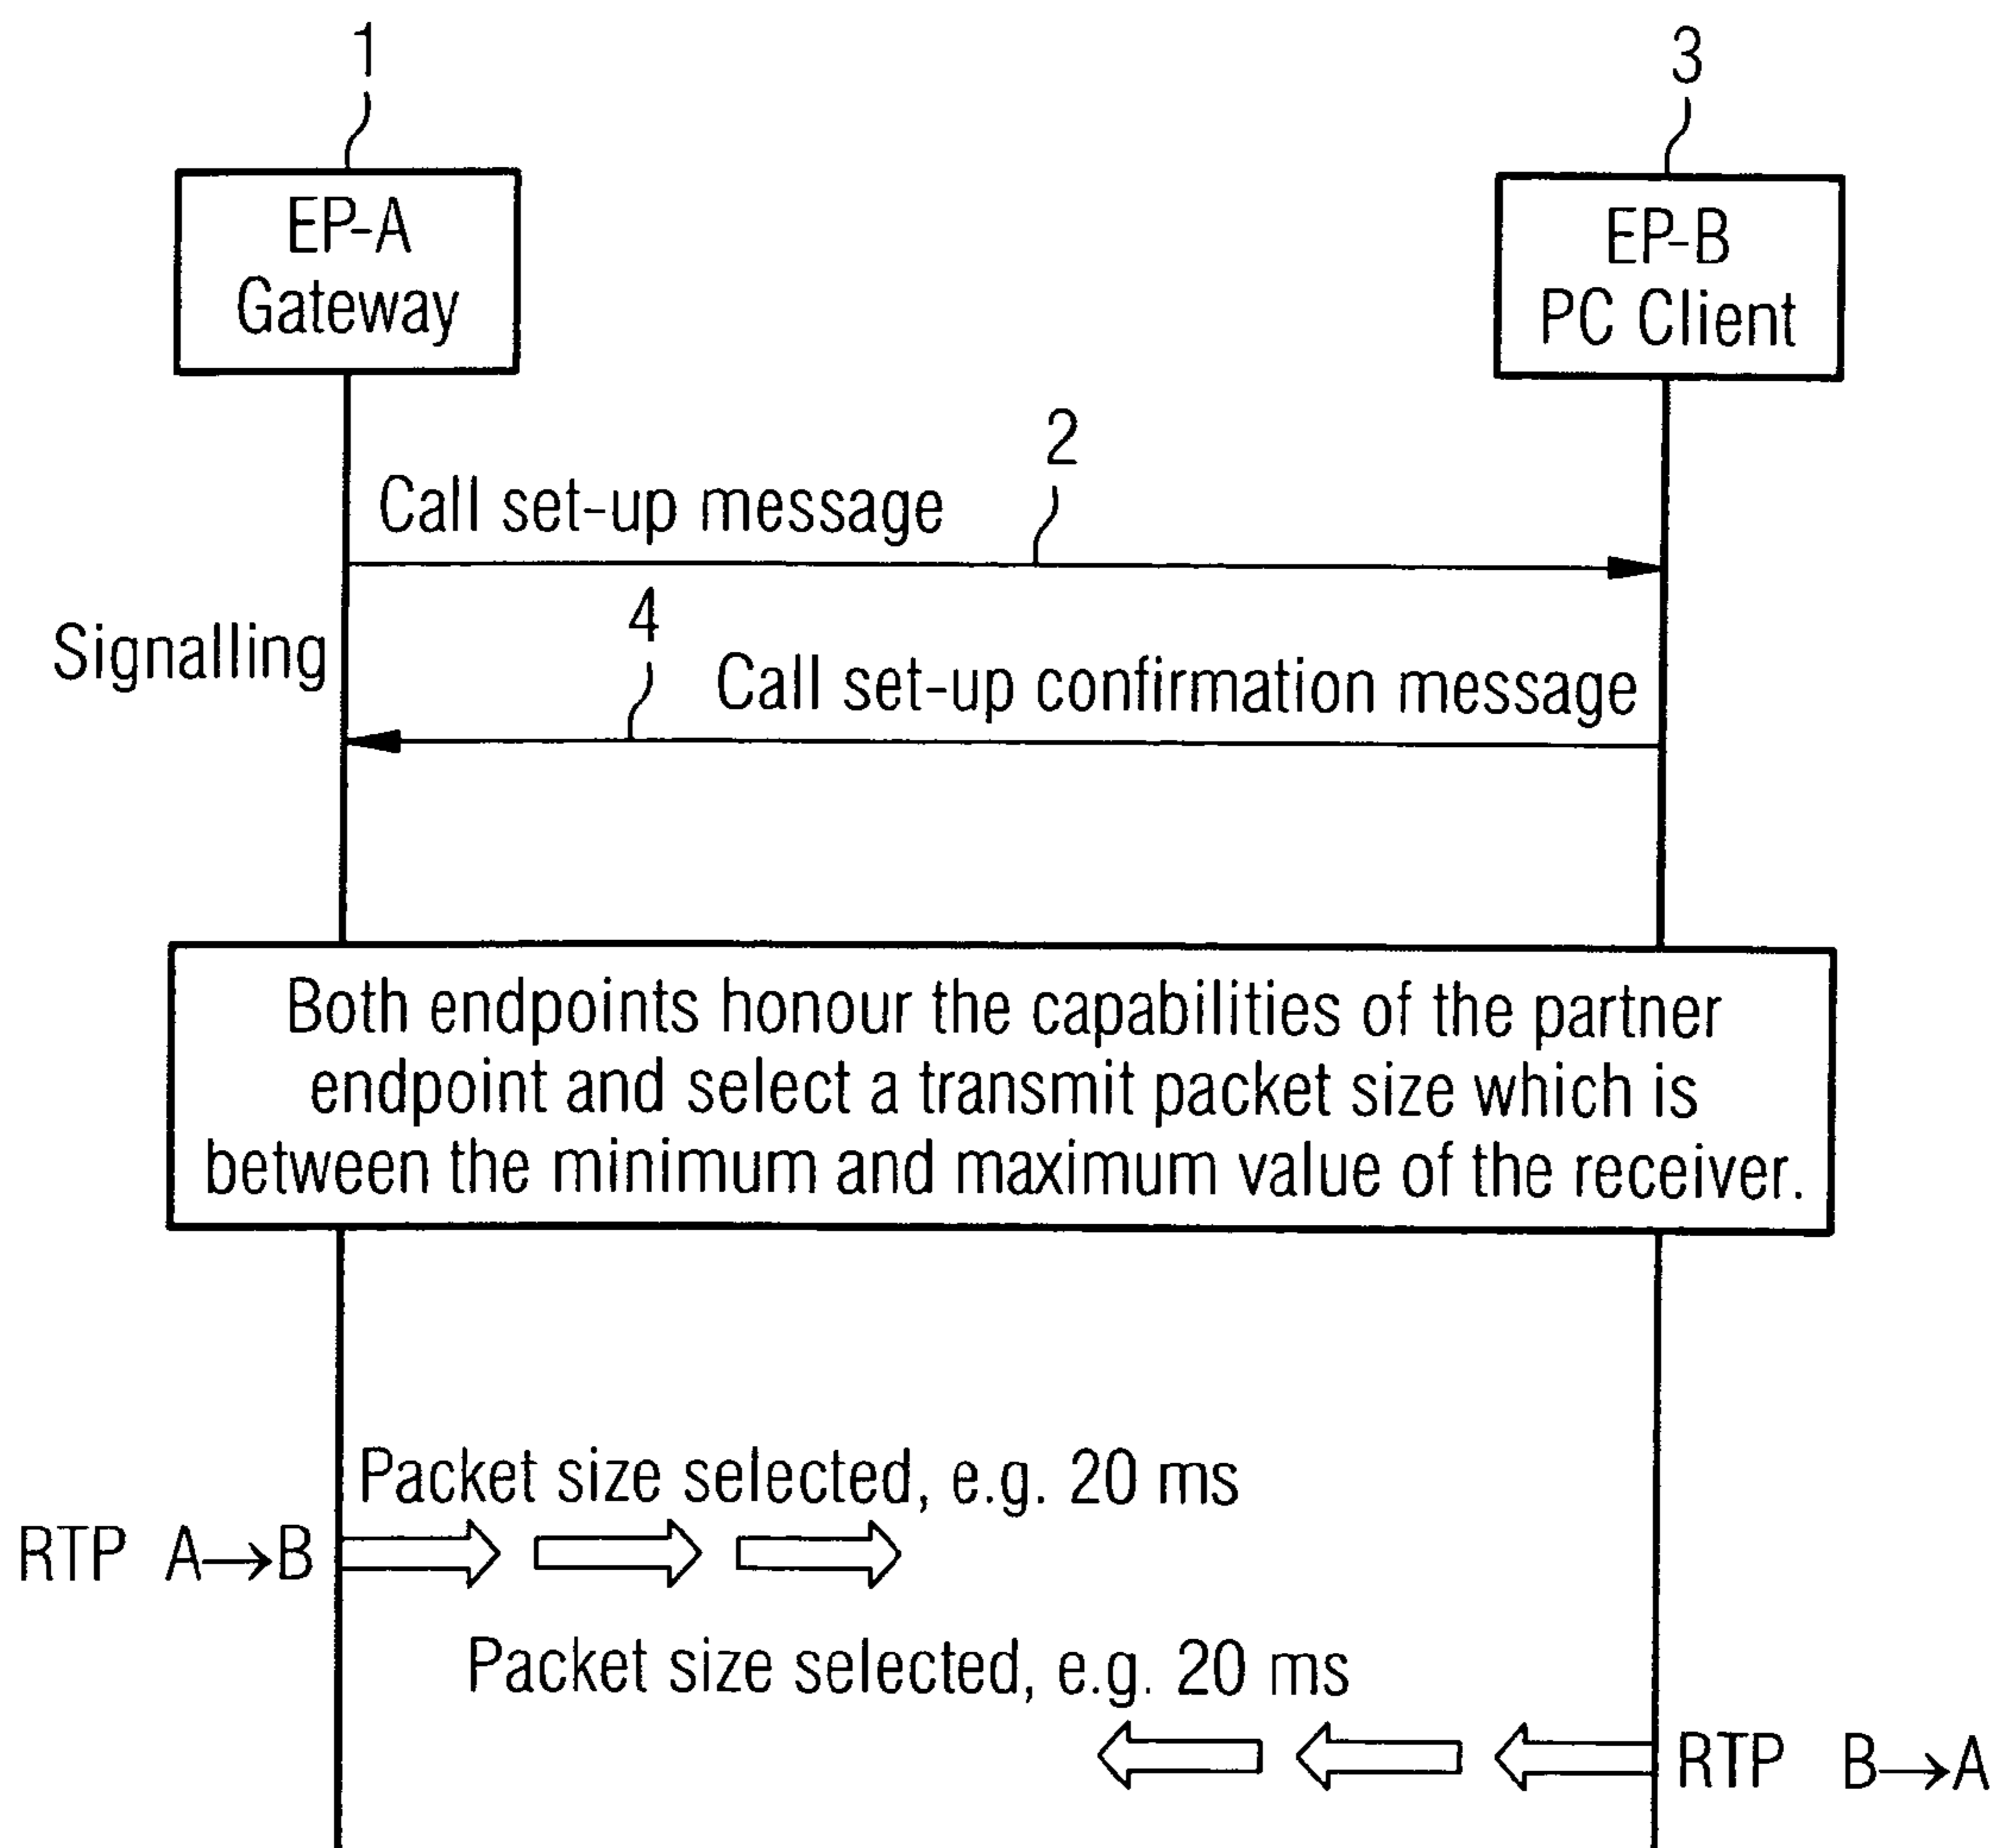 1
3
EP-A
Gateway
EP-B
PC Client
2
Call set-up message
4
Signalling
Call set-up confirmation message
Both endpoints honour the capabilities of the partner
endpoint and select a transmit packet size which is
between the minimum and maximum value of the receiver.
Packet size selected, e.g. 20 ms
RTP A→B
Packet size selected, e.g. 20 ms
RTP B→A